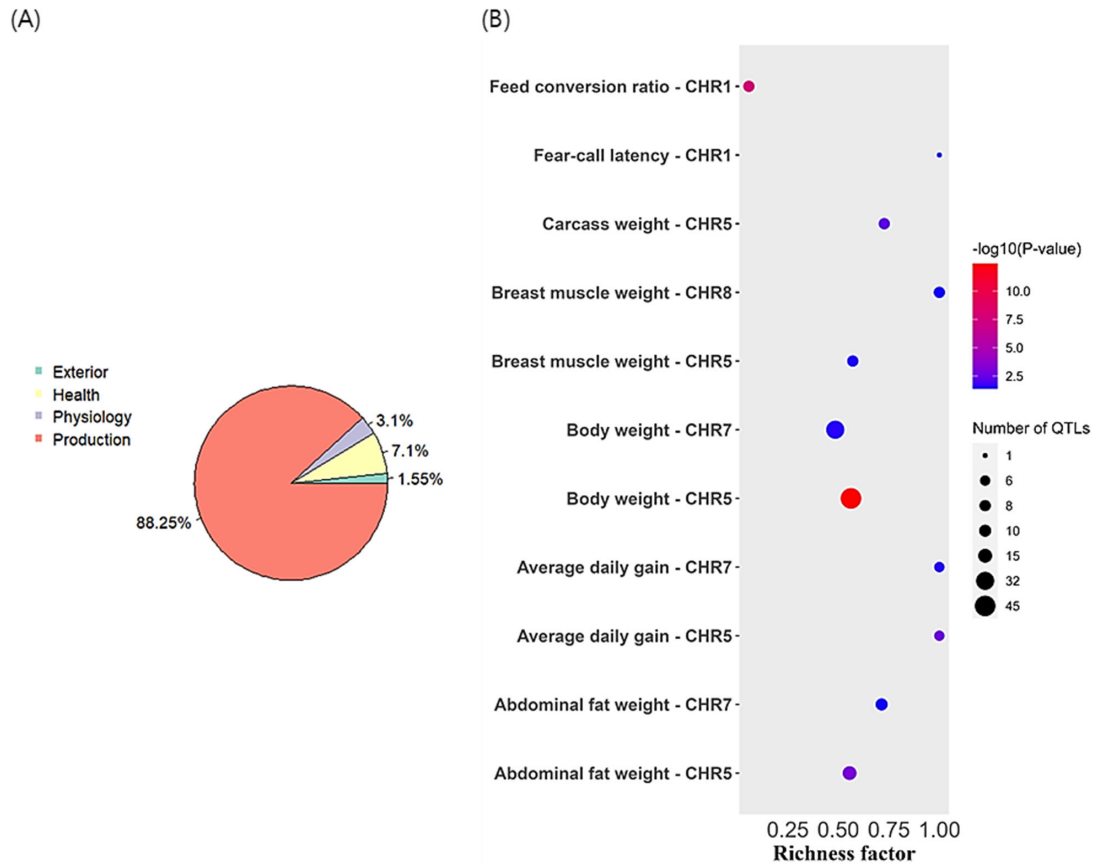 (A)
Exterior
Health
Physiology
Production
3.1%
7.1%
1.55%
88.25%
(B)
Feed conversion ratio - CHR1
Fear-call latency - CHR1
Carcass weight - CHR5
Breast muscle weight - CHR8
Breast muscle weight - CHR5
Body weight - CHR7
Body weight - CHR5
Average daily gain - CHR7
Average daily gain - CHR5
Abdominal fat weight - CHR7
Abdominal fat weight - CHR5
0.25 0.50 0.75 1.00
Richness factor
-log10(P-value)
10.0
7.5
5.0
2.5
Number of QTLs
1
6
8
10
15
32
45